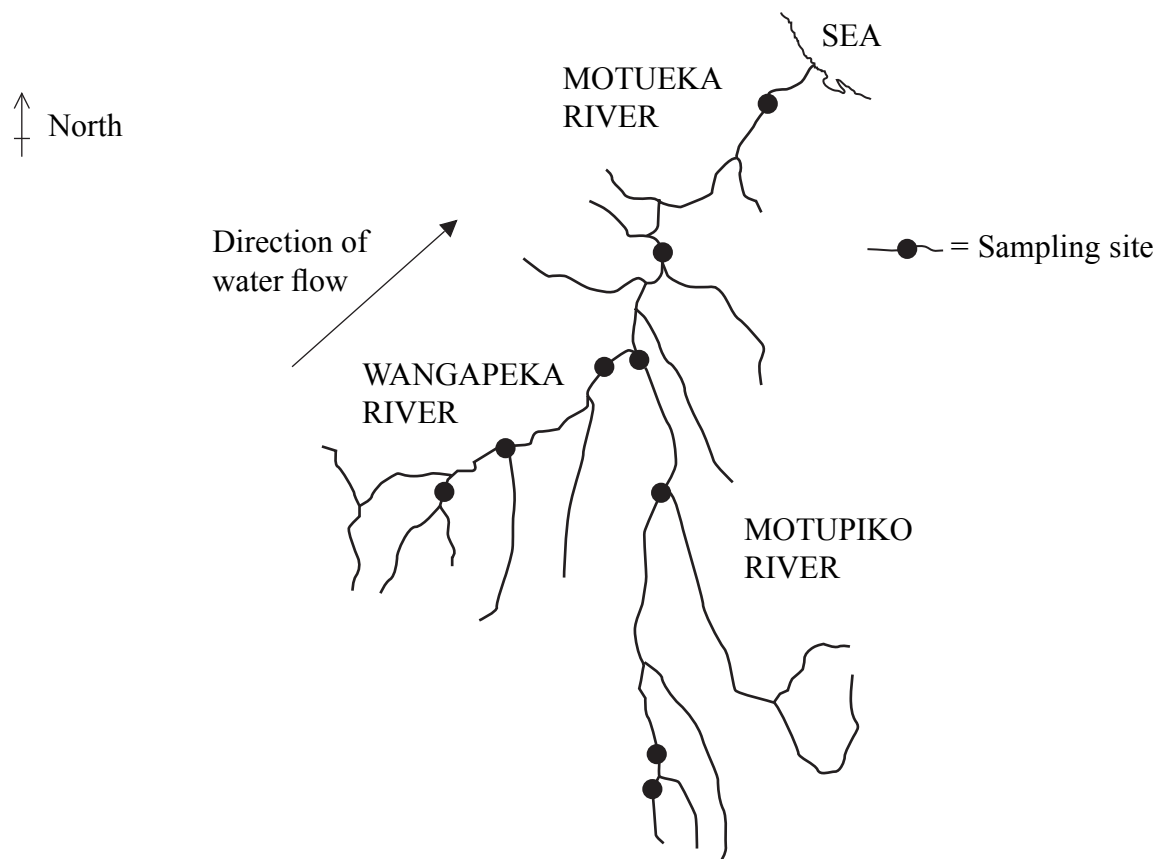 SEA
MOTUEKA
RIVER
North
Direction of
water flow
= Sampling site
WANGAPEKA
RIVER
MOTUPIKO
RIVER